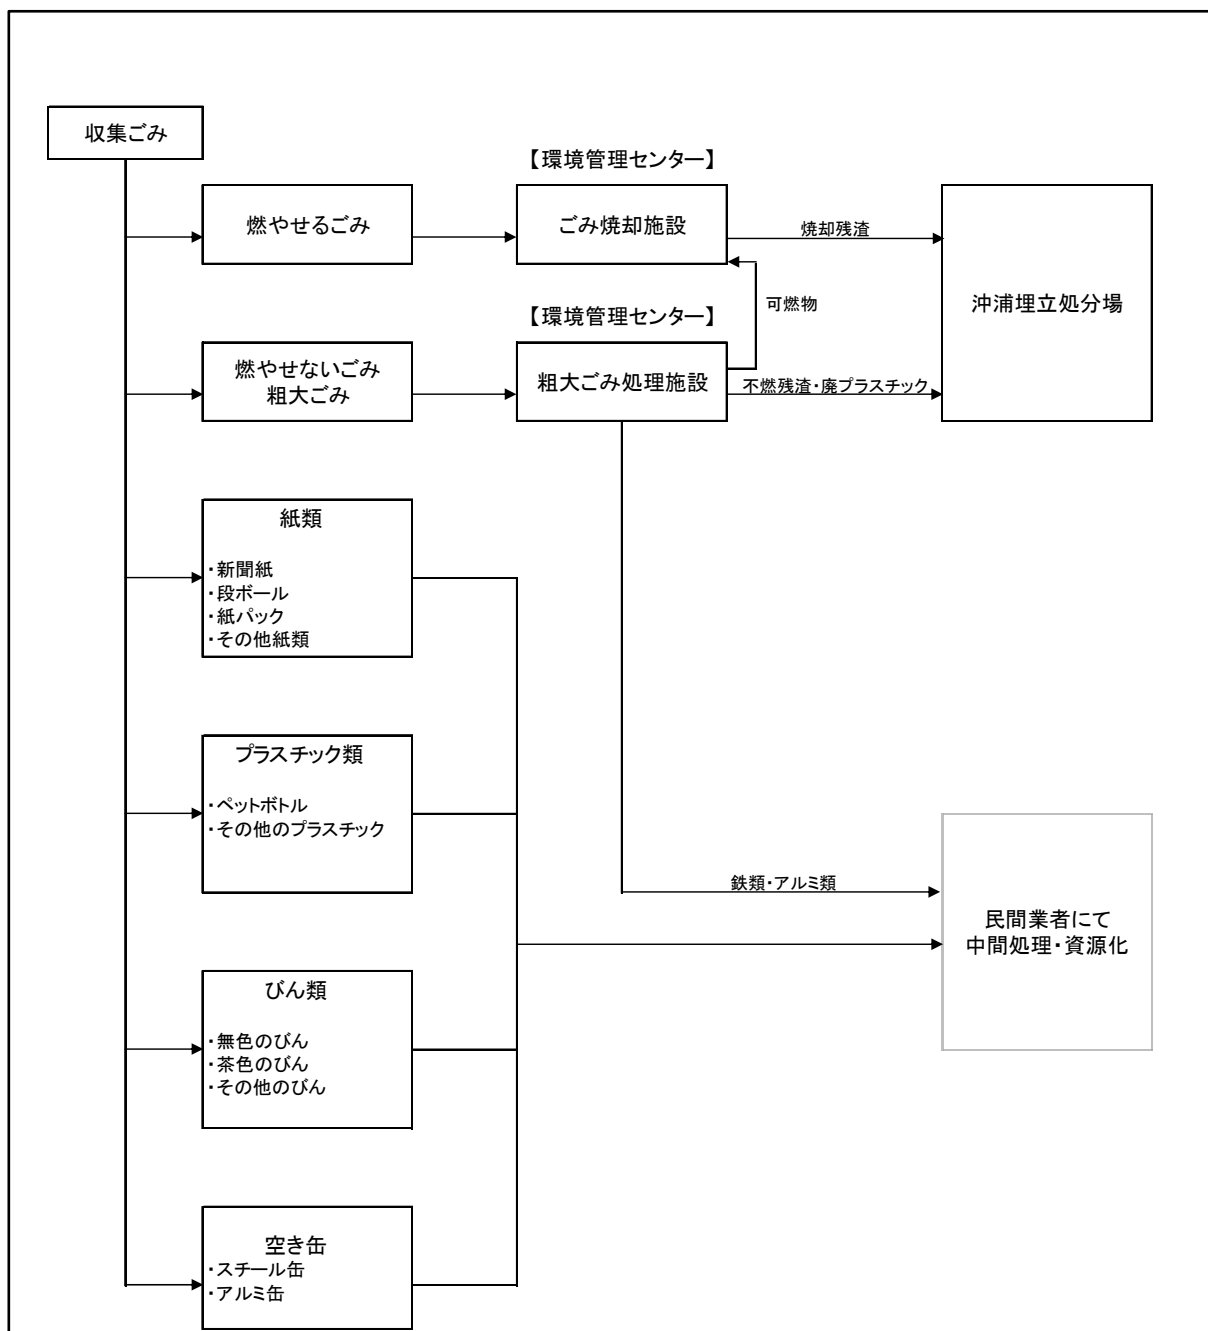 収集ごみ
【環境管理センター】
燃やせるごみ
ごみ焼却施設
焼却残渣
沖浦埋立処分場
可燃物
【環境管理センター】
燃やせないごみ
粗大ごみ
粗大ごみ処理施設
不燃残渣・廃プラスチック
紙類
・新聞紙
・段ボール
・紙パック
・その他紙類
プラスチック類
・ペットボトル
・その他のプラスチック
鉄類・アルミ類
民間業者にて
中間処理・資源化
びん類
・無色のびん
・茶色のびん
・その他のびん
空き缶
・スチール缶
・アルミ缶